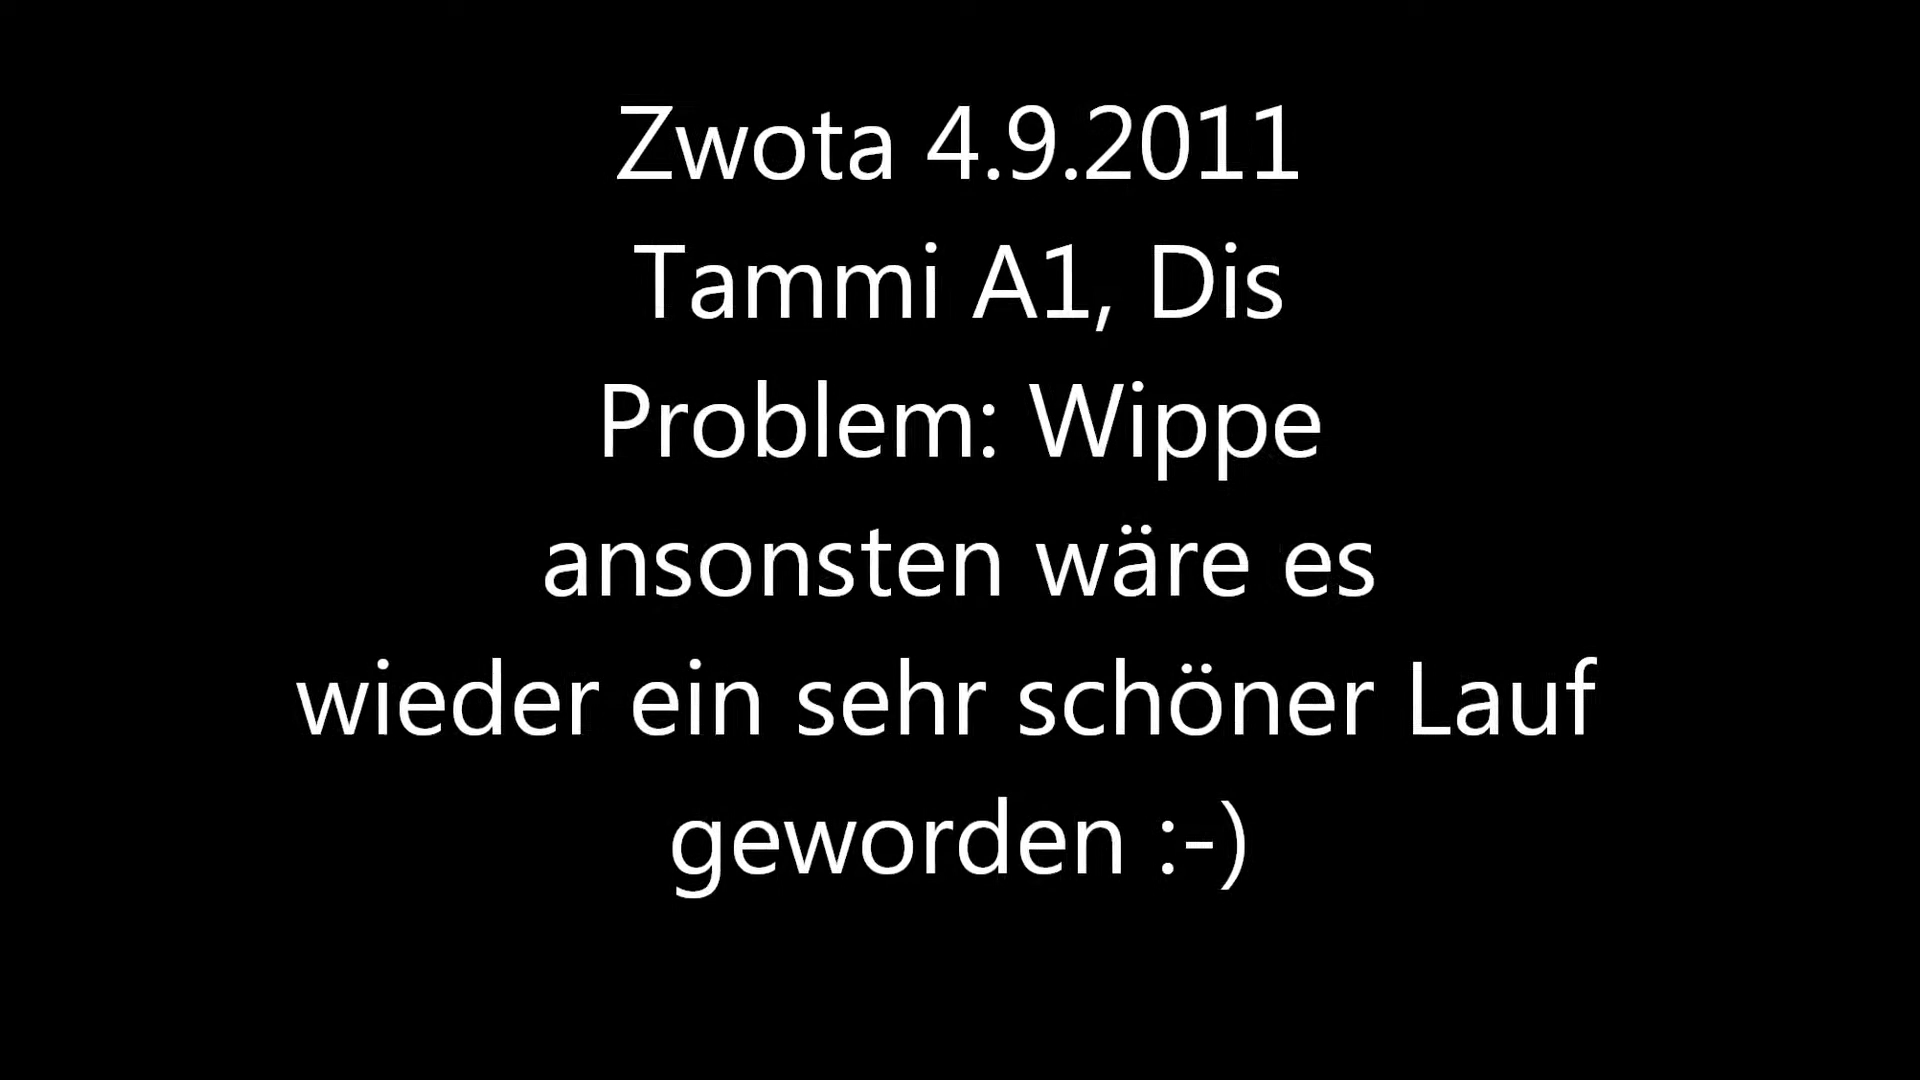 Zwota 4.9.2011
Tammi A1, Dis
Problem: Wippe
ansonsten wäre es
wieder ein sehr schöner Lauf
geworden :-)